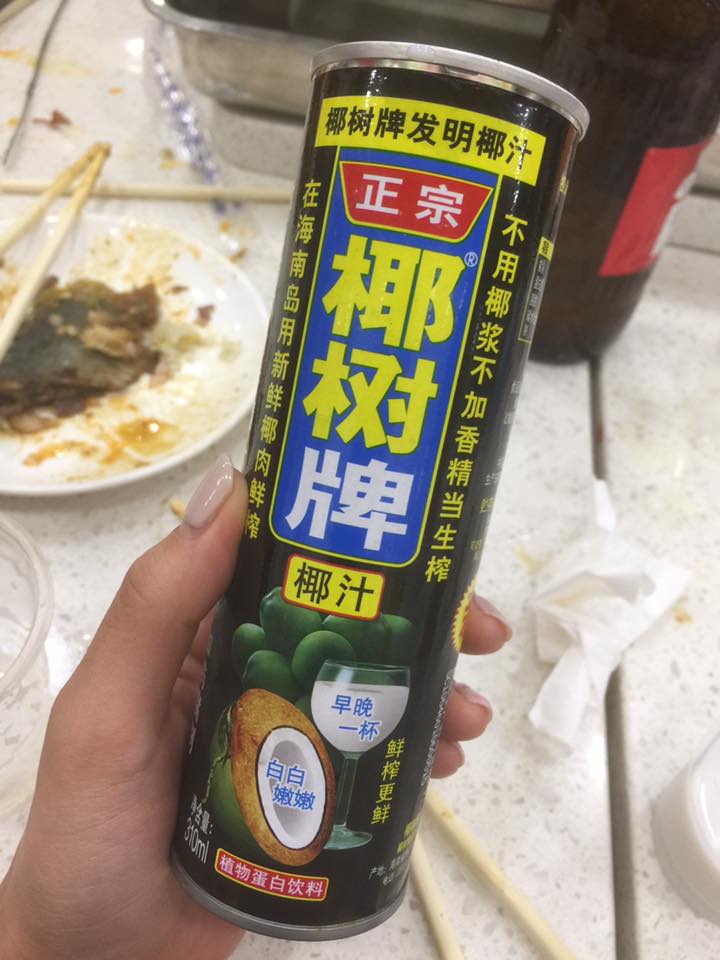 椰树牌发明椰汁
正宗
椰树牌
®
在海南岛用新鲜椰肉鲜榨
不用椰浆不加香精当生榨
椰汁
早晚
一杯
白白
嫩嫩
鲜榨更鲜
净含量:
310ml
植物蛋白饮料
产地: